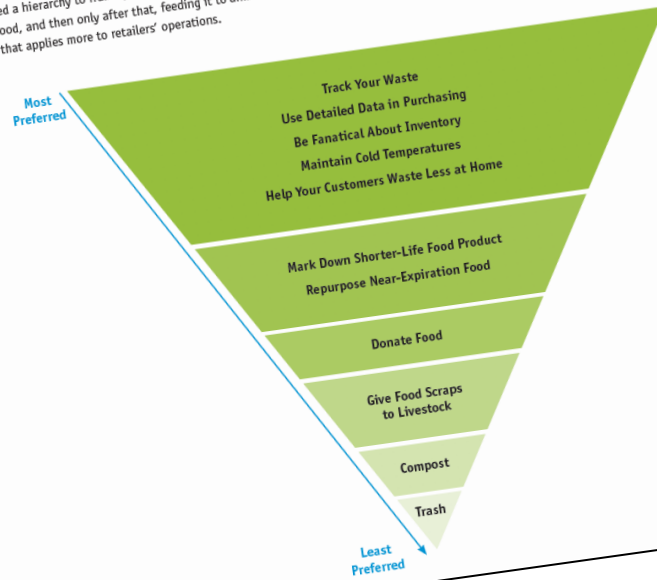 ed a hierarchy to
ood, and then only after that, feeding it to
that applies more to retailers’ operations.
Most
Preferred
Track Your Waste
Use Detailed Data in Purchasing
Be Fanatical About Inventory
Maintain Cold Temperatures
Help Your Customers Waste Less at Home
Mark Down Shorter-Life Food Product
Repurpose Near-Expiration Food
Donate Food
Give Food Scraps
to Livestock
Compost
Trash
Least
Preferred